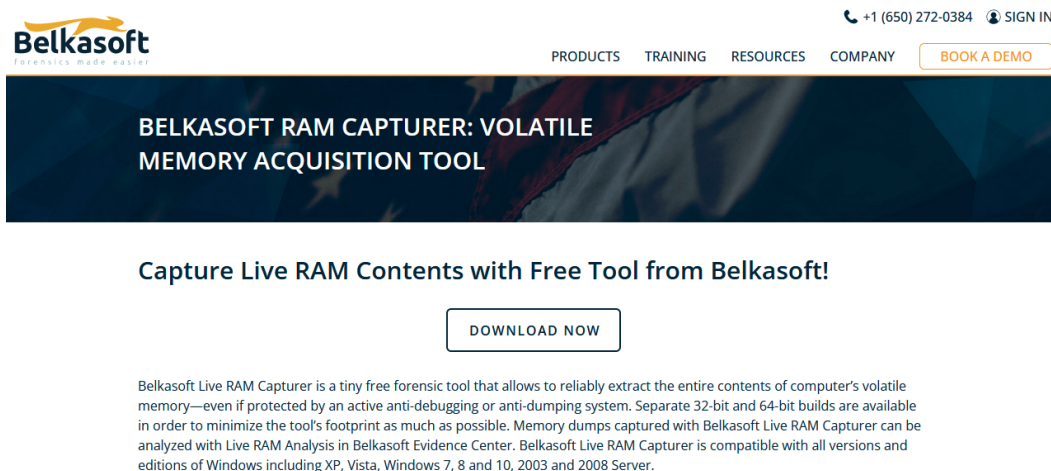 +1 (650) 272-0384 SIGN IN
Belkasoft
forensics made easier
PRODUCTS TRAINING RESOURCES COMPANY BOOK A DEMO
BELKASOFT RAM CAPTURER: VOLATILE
MEMORY ACQUISITION TOOL
Capture Live RAM Contents with Free Tool from Belkasoft!
DOWNLOAD NOW
Belkasoft Live RAM Capturer is a tiny free forensic tool that allows to reliably extract the entire contents of computer’s volatile
memory—even if protected by an active anti-debugging or anti-dumping system. Separate 32-bit and 64-bit builds are available
in order to minimize the tool’s footprint as much as possible. Memory dumps captured with Belkasoft Live RAM Capturer can be
analyzed with Live RAM Analysis in Belkasoft Evidence Center. Belkasoft Live RAM Capturer is compatible with all versions and
editions of Windows including XP, Vista, Windows 7, 8 and 10, 2003 and 2008 Server.